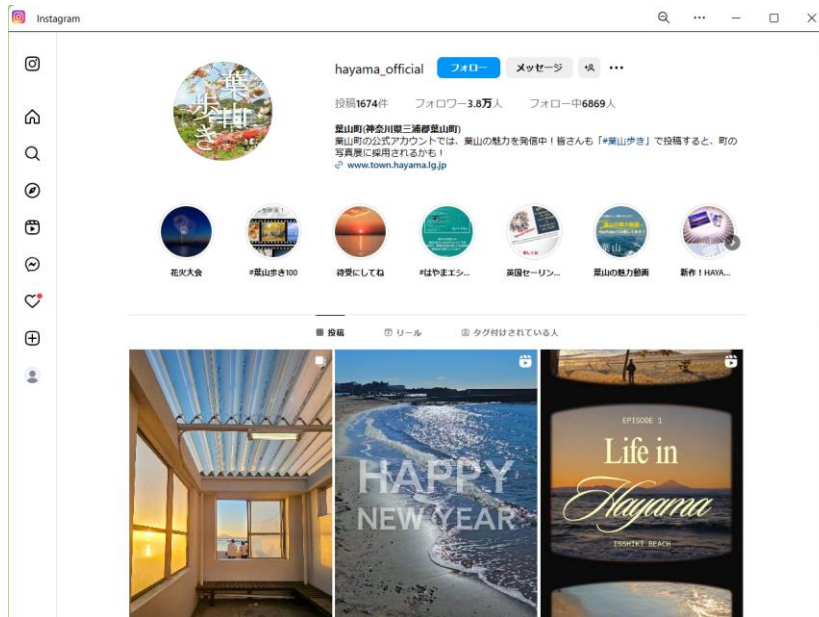 Instagram
hayama_official フォロー メッセージ
投稿1674件 フォロワー3.8万人 フォロー中6869人
葉山町(神奈川県三浦郡葉山町)
葉山町の公式アカウントでは、葉山の魅力を発信中！皆さんも「#葉山歩き」で投稿すると、町の
写真展に採用されるかも！
www.town.hayama.lg.jp
葉山歩き
花火大会 #葉山歩き100 待受にしてね #はやまエシ... 英国セーリン... 葉山の魅力動画 新作！HAYA...
投稿 リール タグ付けされている人
HAPPY
NEW YEAR
EPISODE 1
Life in
Hayama
ISSHIKI BEACH